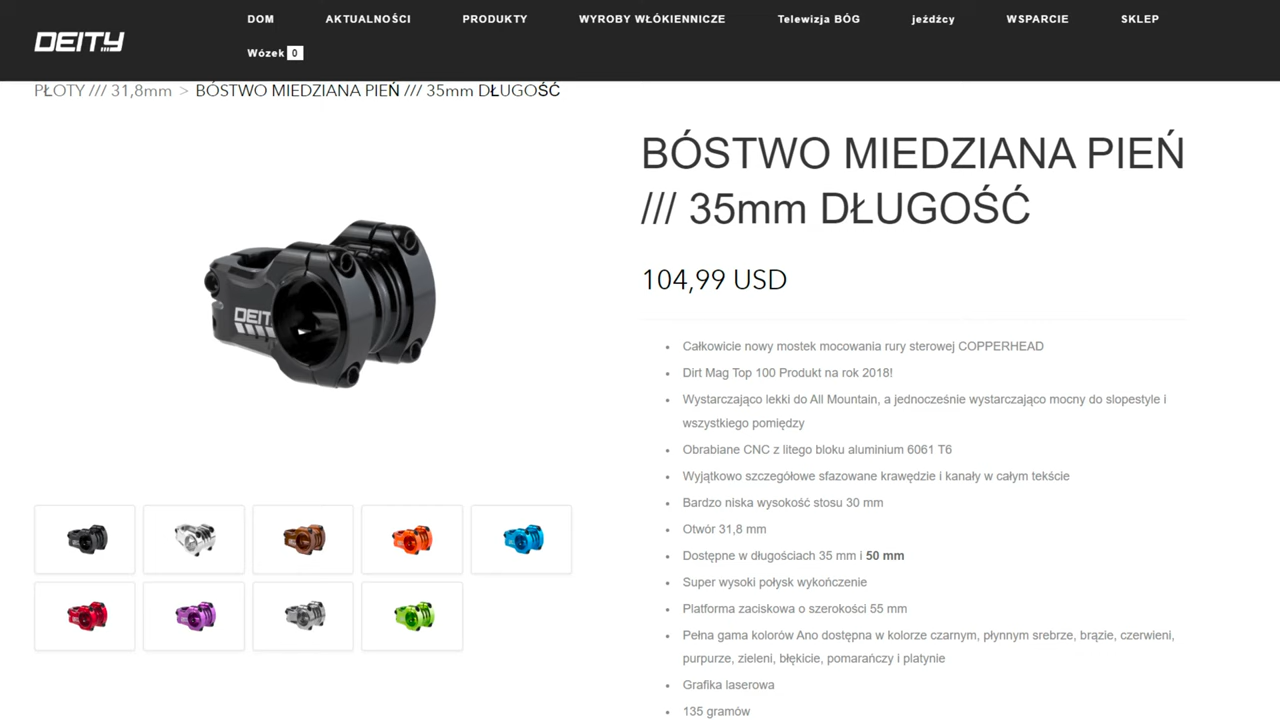 DEITY
DOM AKTUALNOŚCI PRODUKTY WYROBY WŁÓKIENNICZE Telewizja BÓG jeźdźcy WSPARCIE SKLEP
Wózek 0
PŁOTY /// 31,8mm > BÓSTWO MIEDZIANA PIEŃ /// 35mm DŁUGOŚĆ
BÓSTWO MIEDZIANA PIEŃ
/// 35mm DŁUGOŚĆ
104,99 USD
DEIT
• Całkowicie nowy mostek mocowania rury sterowej COPPERHEAD
• Dirt Mag Top 100 Produkt na rok 2018!
• Wystarczająco lekki do All Mountain, a jednocześnie wystarczająco mocny do slopestyle i
wszystkiego pomiędzy
• Obrabiane CNC z litego bloku aluminium 6061 T6
• Wyjątkowo szczegółowe sfazowane krawędzie i kanały w całym tekście
• Bardzo niska wysokość stosu 30 mm
• Otwór 31,8 mm
• Dostępne w długościach 35 mm i 50 mm
• Super wysoki połysk wykończenie
• Platforma zaciskowa o szerokości 55 mm
• Pełna gama kolorów Ano dostępna w kolorze czarnym, płynnym srebrze, brązie, czerwieni,
purpurze, zieleni, błękicie, pomarańczy i platynie
• Grafika laserowa
• 135 gramów